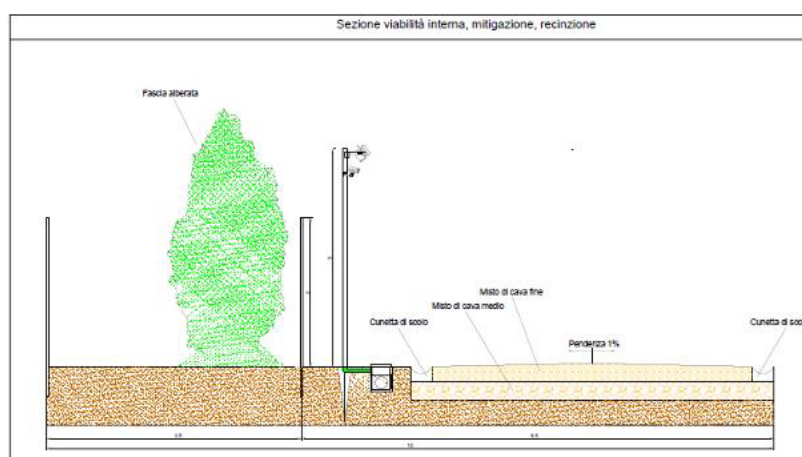 Sezione viabilità interna, mitigazione, recinzione
Fascia alberata
Misto di cava fine
Misto di cava medio
Cunetta di scolo
Pendenza 1%
Cunetta di sco